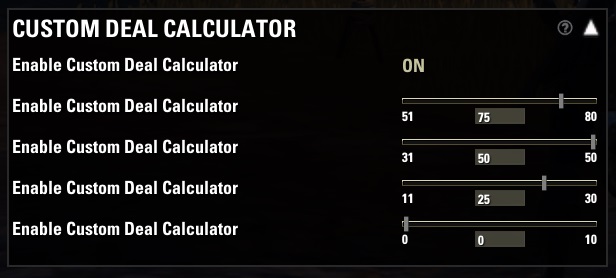 CUSTOM DEAL CALCULATOR ?
Enable Custom Deal Calculator ON
Enable Custom Deal Calculator
51 75 80
Enable Custom Deal Calculator
31 50 50
Enable Custom Deal Calculator
11 25 30
Enable Custom Deal Calculator
0 0 10